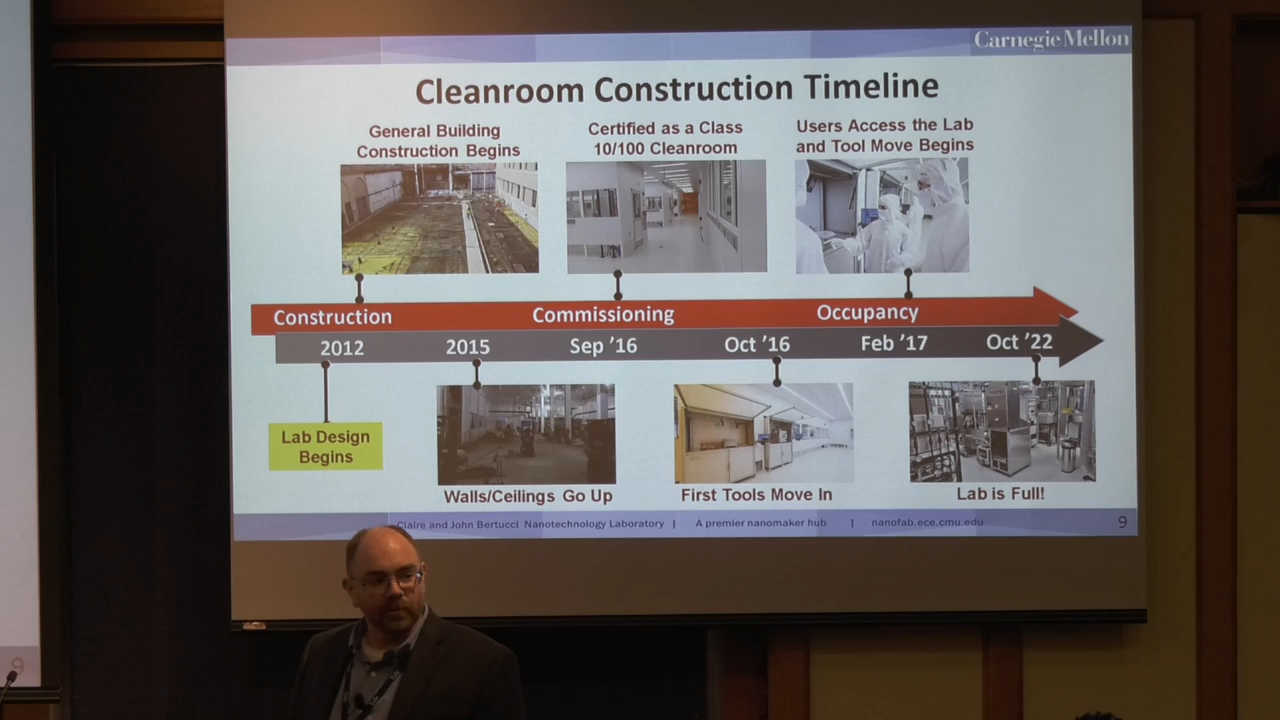 Carnegie Mellon
Cleanroom Construction Timeline
General Building
Construction Begins
Certified as a Class
10/100 Cleanroom
Users Access the Lab
and Tool Move Begins
Construction
Commissioning
Occupancy
2012
2015
Sep ’16
Oct ’16
Feb ’17
Oct ’22
Lab Design
Begins
Walls/Ceilings Go Up
First Tools Move In
Lab is Full!
Claire and John Bertucci Nanotechnology Laboratory | A premier nanomaker hub | nanofab.ece.cmu.edu
9
9